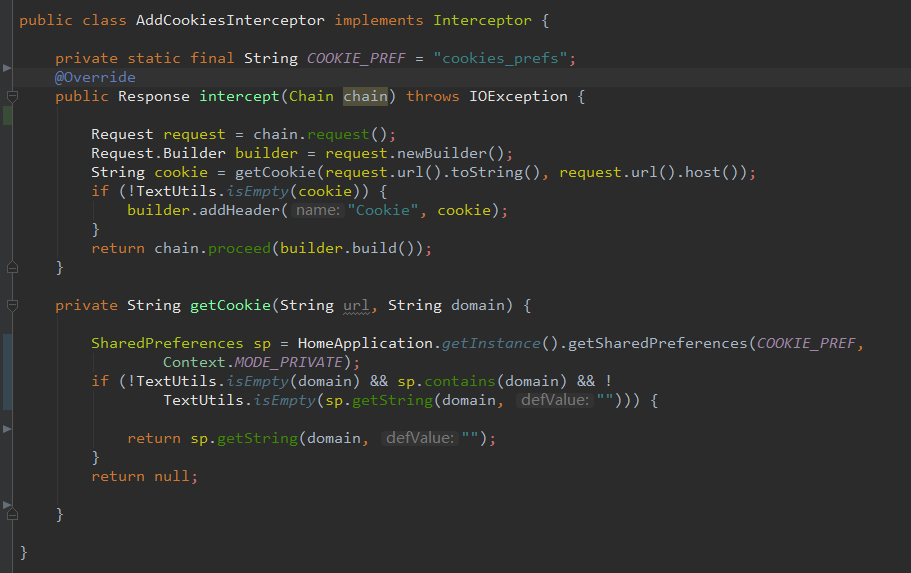 public class AddCookiesInterceptor implements Interceptor {
private static final String COOKIE_PREF = "cookies_prefs";
@Override
public Response intercept(Chain chain) throws IOException {
Request request = chain.request();
Request.Builder builder = request.newBuilder();
String cookie = getCookie(request.url().toString(), request.url().host());
if (!TextUtils.isEmpty(cookie)) {
builder.addHeader( name: "Cookie", cookie);
}
return chain.proceed(builder.build());
}
private String getCookie(String url, String domain) {
SharedPreferences sp = HomeApplication.getInstance().getSharedPreferences(COOKIE_PREF,
Context.MODE_PRIVATE);
if (!TextUtils.isEmpty(domain) && sp.contains(domain) && !
TextUtils.isEmpty(sp.getString(domain, defValue: ""))) {
return sp.getString(domain, defValue: "");
}
return null;
}
}